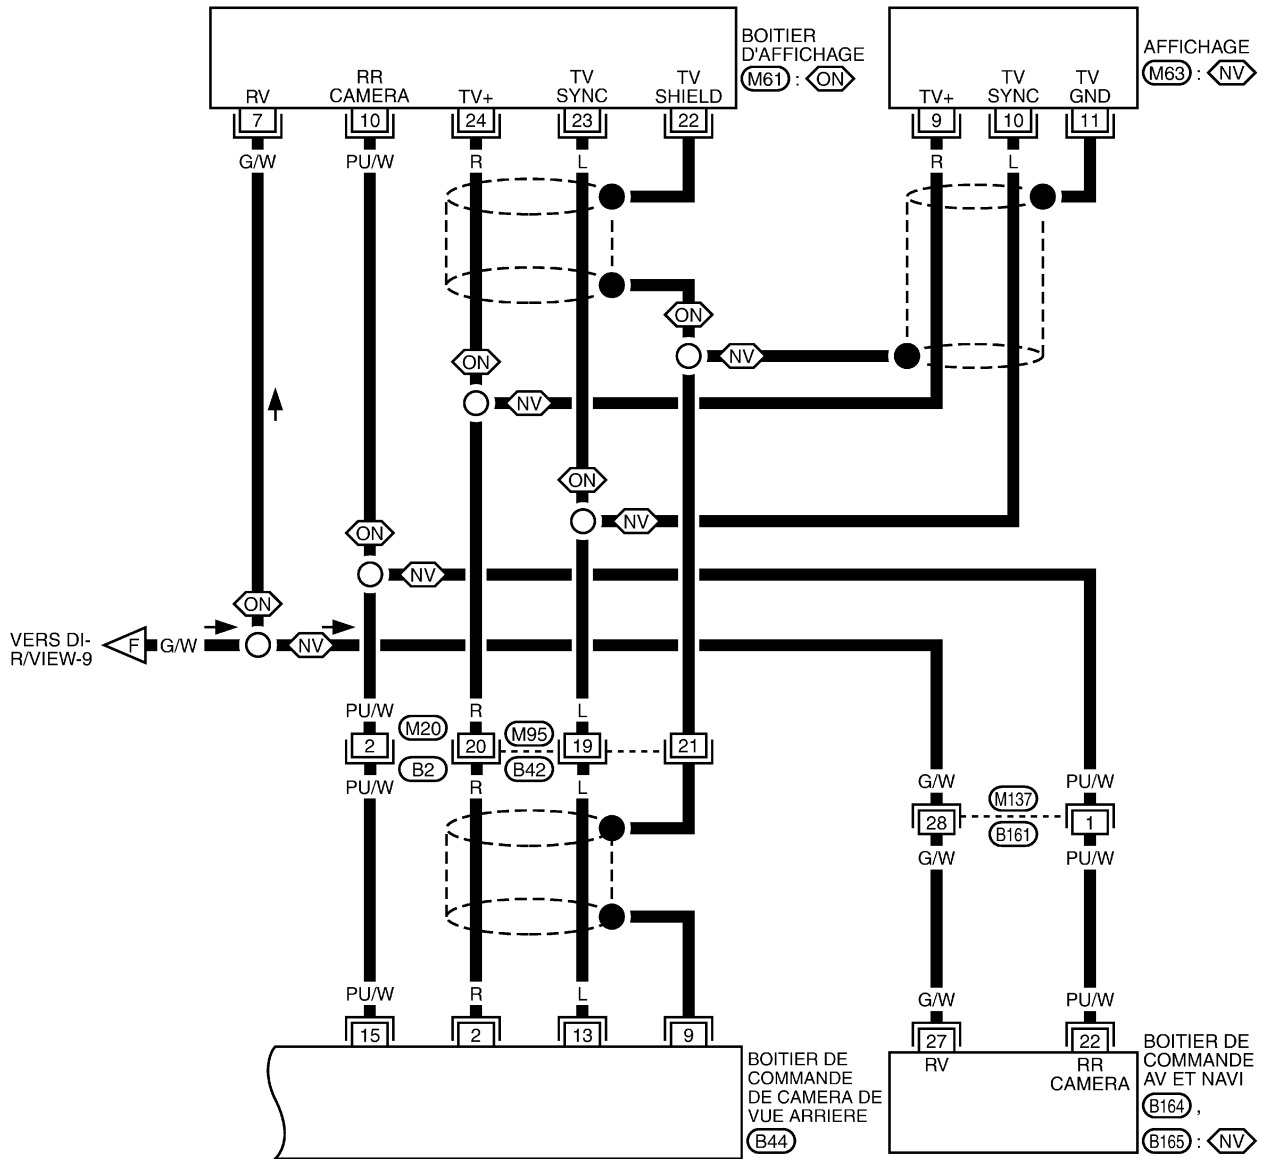 BOITIER
D'AFFICHAGE
M61 : ON
AFFICHAGE
M63 : NV
RV
RR
CAMERA
TV+
TV
SYNC
TV
SHIELD
TV+
TV
SYNC
TV
GND
7 10 24 23 22 9 10 11
G/W PU/W R L R L
ON
ON NV
ON
NV
ON
NV
ON
NV
ON
VERS DI-
R/VIEW-9
F G/W NV
PU/W M20 R M95 L
2 20 19 21
B2 B42
PU/W R L
G/W PU/W
M137
28 1
B161
G/W PU/W
PU/W R L
G/W PU/W
15 2 13 9
27 22
RV
RR
CAMERA
BOITIER DE
COMMANDE
DE CAMERA DE
VUE ARRIERE
B44
BOITIER DE
COMMANDE
AV ET NAVI
B164 ,
B165 : NV